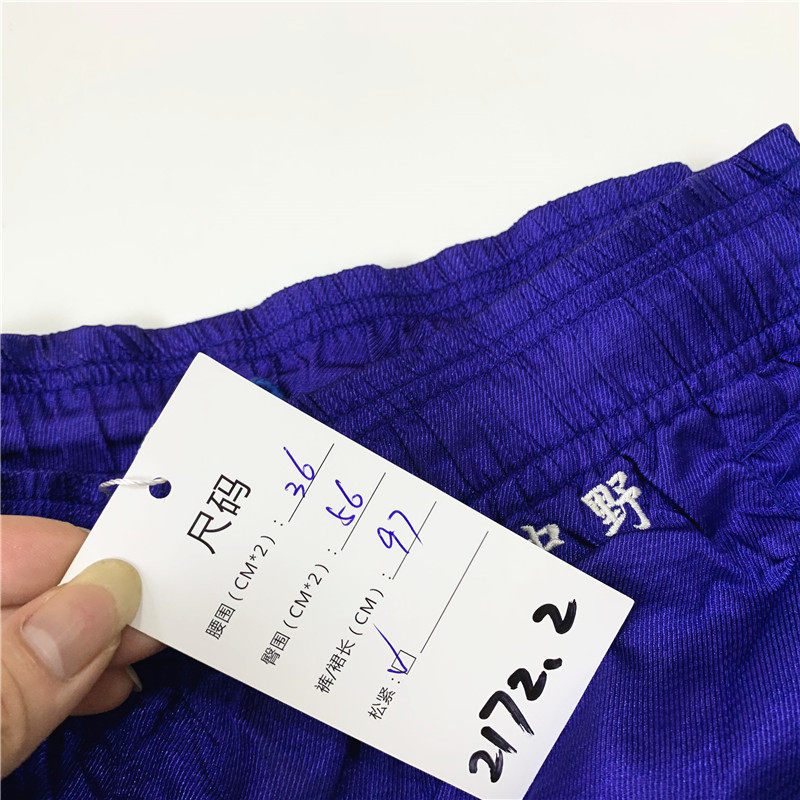 尺码
腰围(CM*2):36
臀围(CM*2):56
裤/裙长(CM):97
松紧:☑
2172.2
野